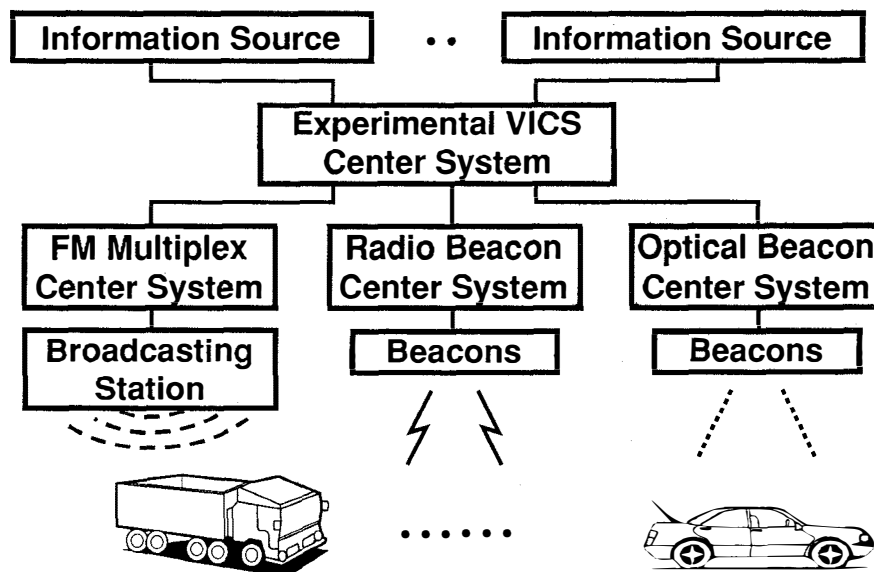 Information Source
Information Source
Experimental VICS
Center System
FM Multiplex
Center System
Radio Beacon
Center System
Optical Beacon
Center System
Broadcasting
Station
Beacons
Beacons